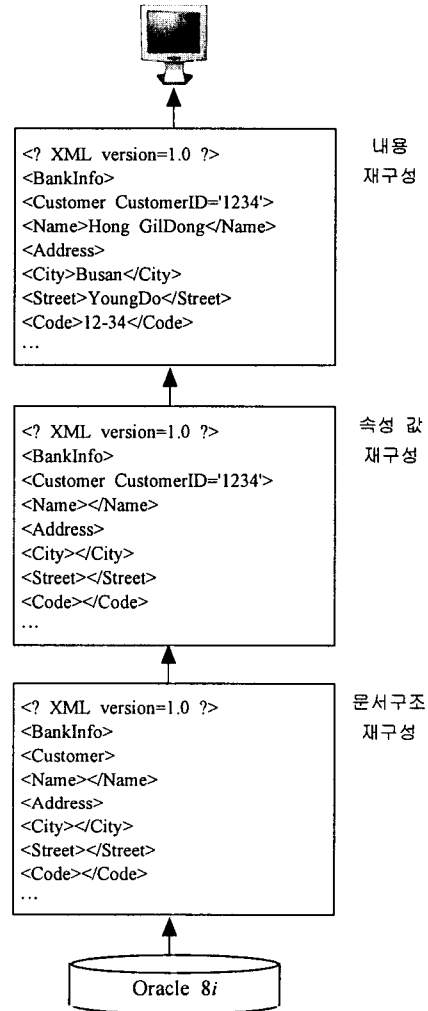 <? XML version=1.0 ?>
<BankInfo>
<Customer CustomerID='1234'>
<Name>Hong GilDong</Name>
<Address>
<City>Busan</City>
<Street>YoungDo</Street>
<Code>12-34</Code>
...
내용
재구성
<? XML version=1.0 ?>
<BankInfo>
<Customer CustomerID='1234'>
<Name></Name>
<Address>
<City></City>
<Street></Street>
<Code></Code>
...
속성 값
재구성
<? XML version=1.0 ?>
<BankInfo>
<Customer>
<Name></Name>
<Address>
<City></City>
<Street></Street>
<Code></Code>
...
문서구조
재구성
Oracle 8i